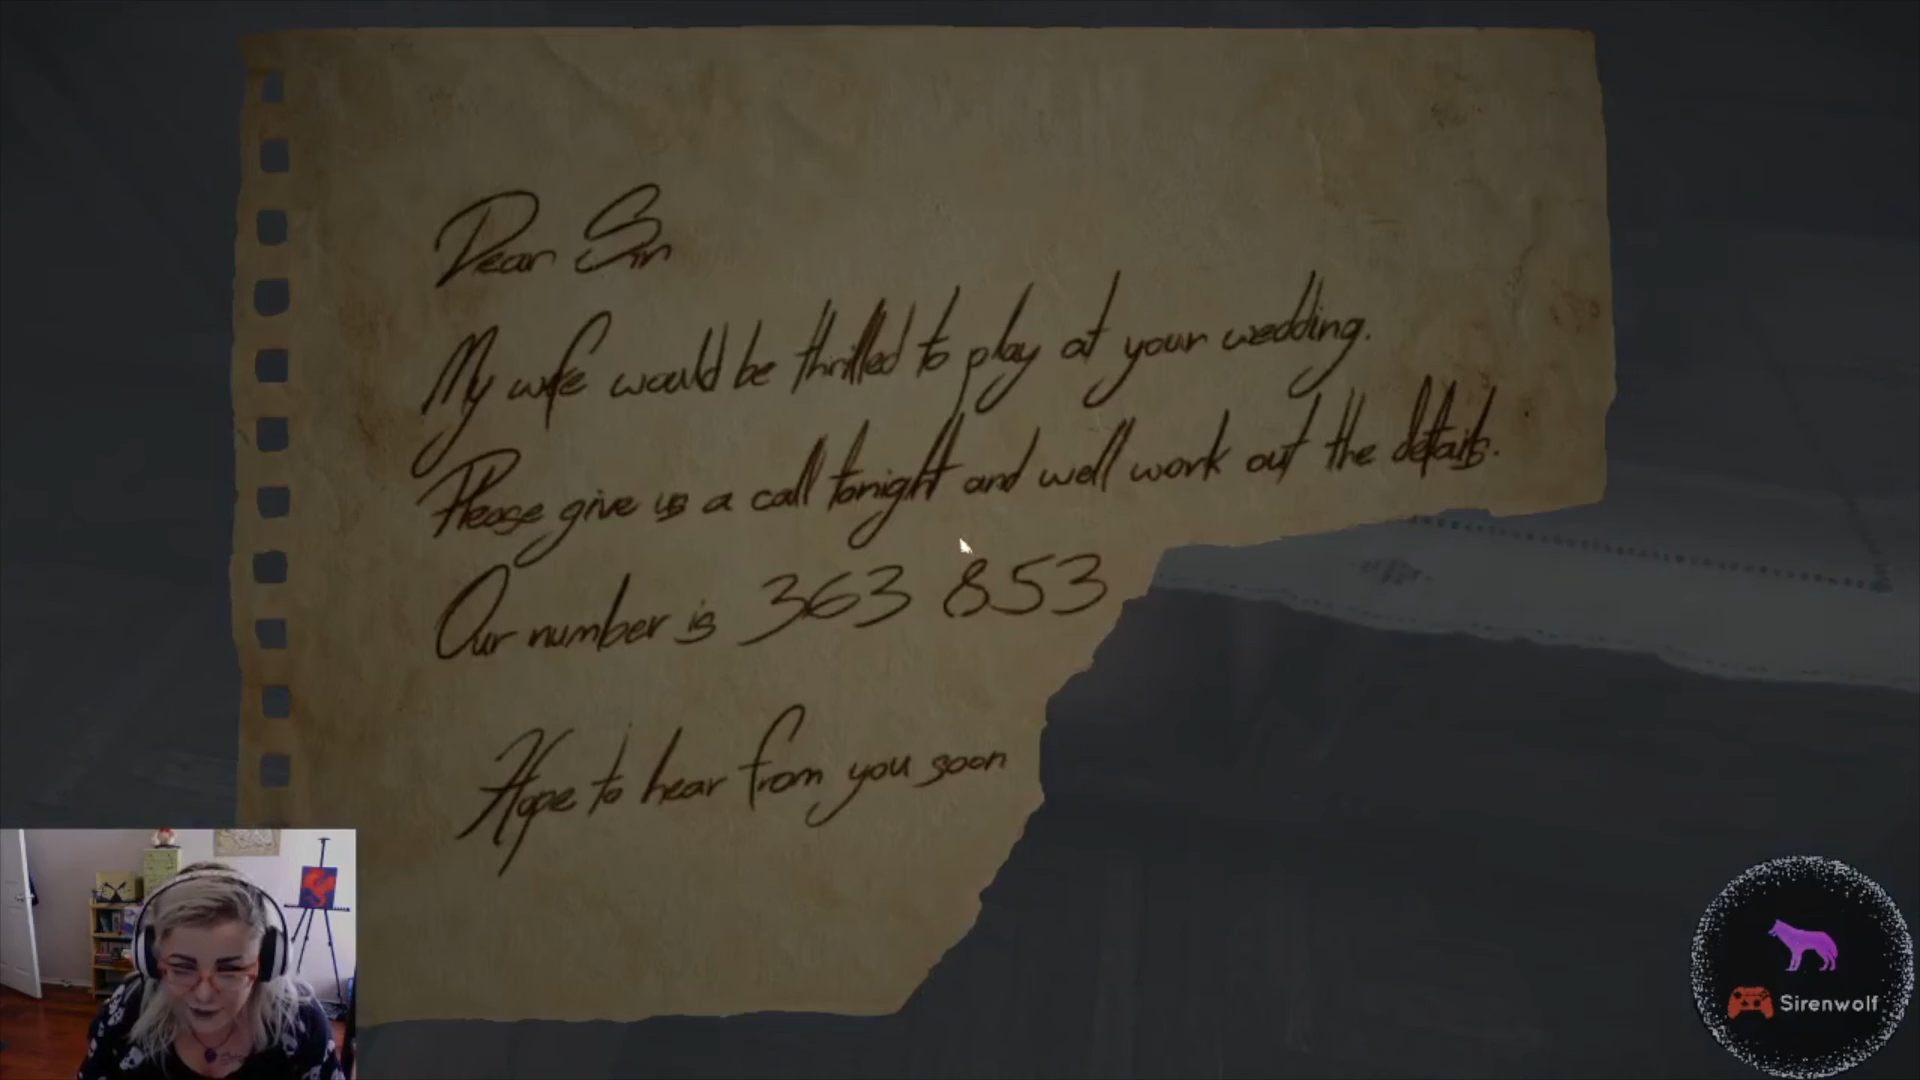 Dear Sir
My wife would be thrilled to play at your wedding.
Please give us a call tonight and well work out the details.
Our number is 363 853
Hope to hear from you soon
Sirenwolf